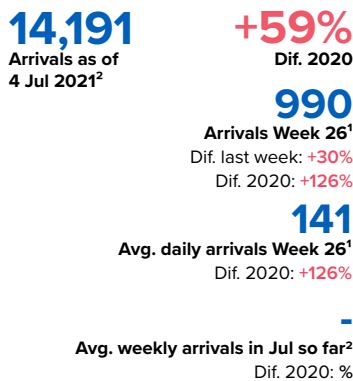 14,191
Arrivals as of
4 Jul 2021²
+59%
Dif. 2020
990
Arrivals Week 26¹
Dif. last week: +30%
Dif. 2020: +126%
141
Avg. daily arrivals Week 26¹
Dif. 2020: +126%
-
Avg. weekly arrivals in Jul so far²
Dif. 2020: %